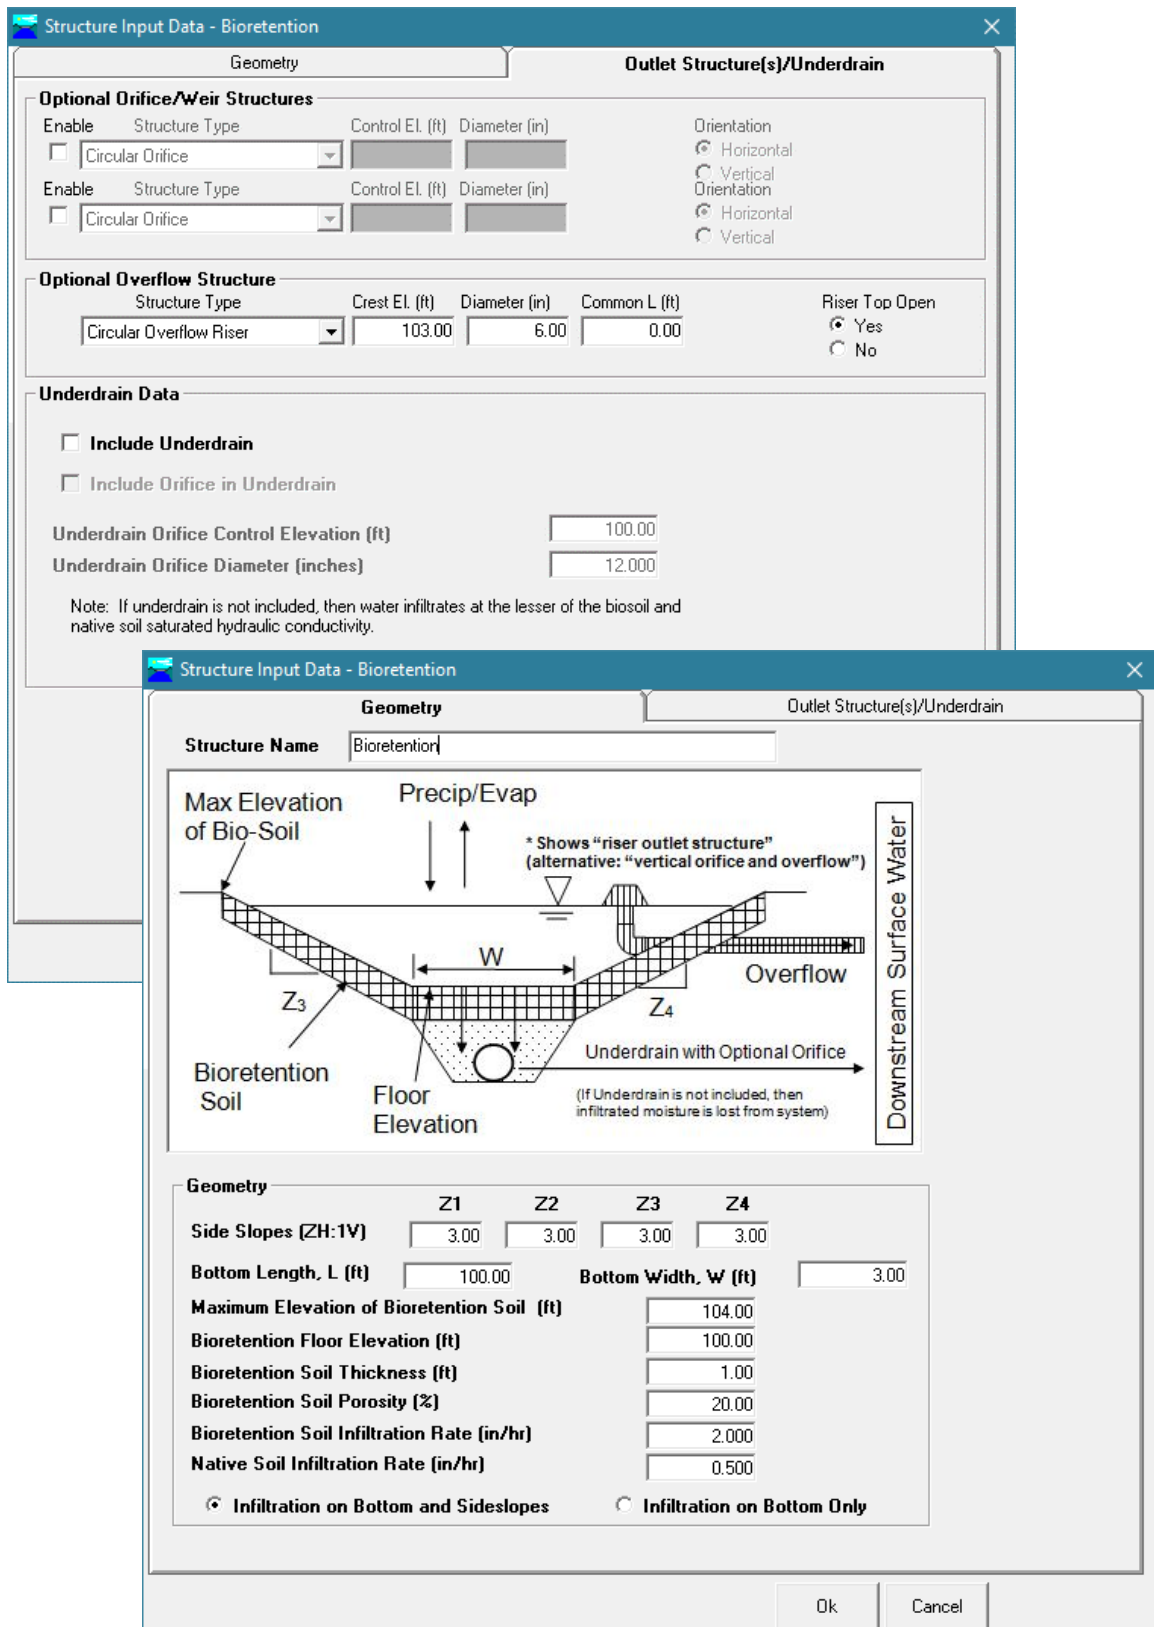 Structure Input Data - Bioretention
Geometry
Outlet Structure(s)/Underdrain
Optional Orifice/Weir Structures
Enable Structure Type Control El. (ft) Diameter (in) Orientation
Circular Orifice Horizontal
Vertical
Enable Structure Type Control El. (ft) Diameter (in) Orientation
Circular Orifice Horizontal
Vertical
Optional Overflow Structure
Structure Type Crest El. (ft) Diameter (in) Common L (ft) Riser Top Open
Circular Overflow Riser 103.00 6.00 0.00 Yes
No
Underdrain Data
Include Underdrain
Include Orifice in Underdrain
Underdrain Orifice Control Elevation (ft) 100.00
Underdrain Orifice Diameter (inches) 12.000
Note: If underdrain is not included, then water infiltrates at the lesser of the biosoil and
native soil saturated hydraulic conductivity.
Structure Input Data - Bioretention
Geometry
Outlet Structure(s)/Underdrain
Structure Name Bioretention
Max Elevation
of Bio-Soil
Precip/Evap
* Shows "riser outlet structure"
(alternative: "vertical orifice and overflow")
W
Overflow
Z3
Z4
Bioretention
Soil
Floor
Elevation
Underdrain with Optional Orifice
(If Underdrain is not included, then
infiltrated moisture is lost from system)
Downstream Surface Water
Geometry
Z1 Z2 Z3 Z4
Side Slopes (ZH:1V) 3.00 3.00 3.00 3.00
Bottom Length, L (ft) 100.00 Bottom Width, W (ft) 3.00
Maximum Elevation of Bioretention Soil (ft) 104.00
Bioretention Floor Elevation (ft) 100.00
Bioretention Soil Thickness (ft) 1.00
Bioretention Soil Porosity (%) 20.00
Bioretention Soil Infiltration Rate (in/hr) 2.000
Native Soil Infiltration Rate (in/hr) 0.500
Infiltration on Bottom and Sideslopes Infiltration on Bottom Only
Ok Cancel